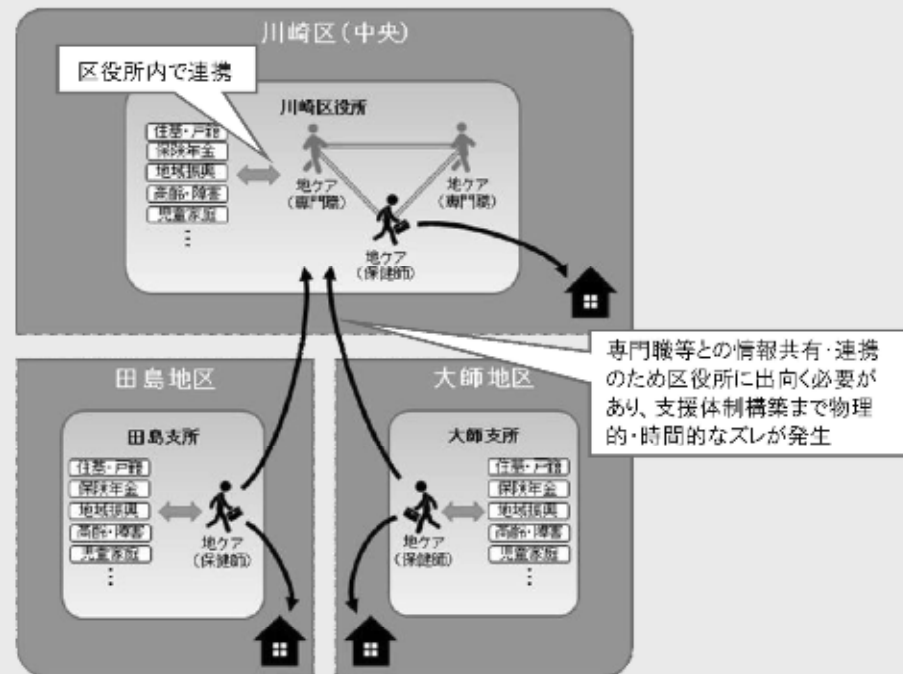 川崎区(中央)
区役所内で連携
川崎区役所
住基・戸籍
保険年金
地域振興
高齢・障害
児童家庭
⋮
地ケア
(専門職)
地ケア
(専門職)
地ケア
(保健師)
専門職等との情報共有・連携
のため区役所に出向く必要が
あり、支援体制構築まで物理
的・時間的なズレが発生
田島地区
田島支所
住基・戸籍
保険年金
地域振興
高齢・障害
児童家庭
⋮
地ケア
(保健師)
大師地区
大師支所
地ケア
(保健師)
住基・戸籍
保険年金
地域振興
高齢・障害
児童家庭
⋮